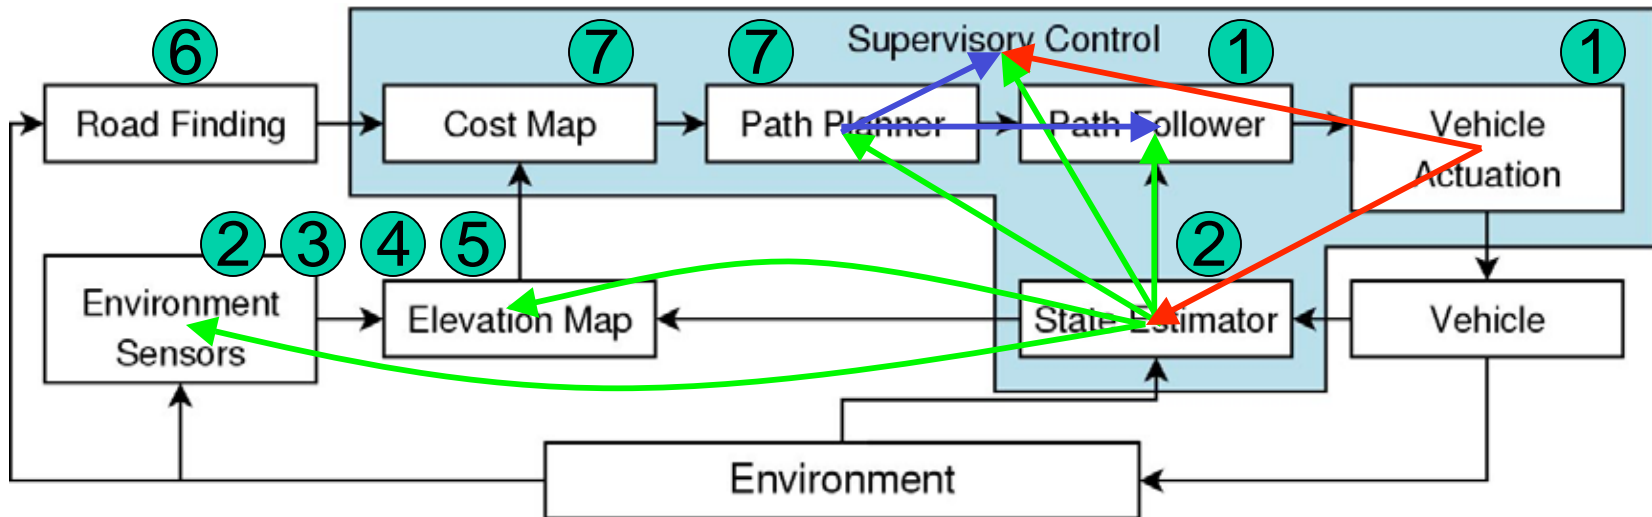 Supervisory Control
6
7
7
1
1
Road Finding
Cost Map
Path Planner
Path Follower
Vehicle
Actuation
2
3
4
5
2
Environment
Sensors
Elevation Map
State Estimator
Vehicle
Environment